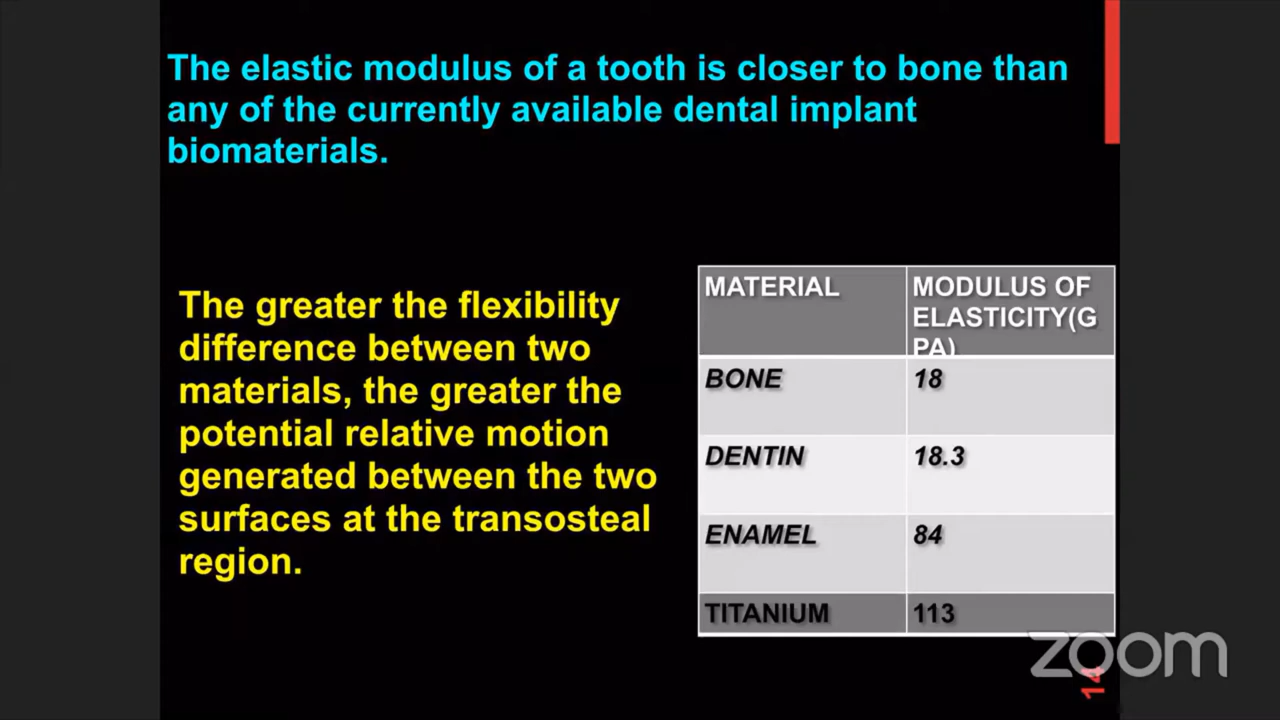 The elastic modulus of a tooth is closer to bone than
any of the currently available dental implant
biomaterials.
The greater the flexibility
difference between two
materials, the greater the
potential relative motion
generated between the two
surfaces at the transosteal
region.
MATERIAL MODULUS OF
ELASTICITY(G
PA)
BONE 18
DENTIN 18.3
ENAMEL 84
TITANIUM 113
zoom
14